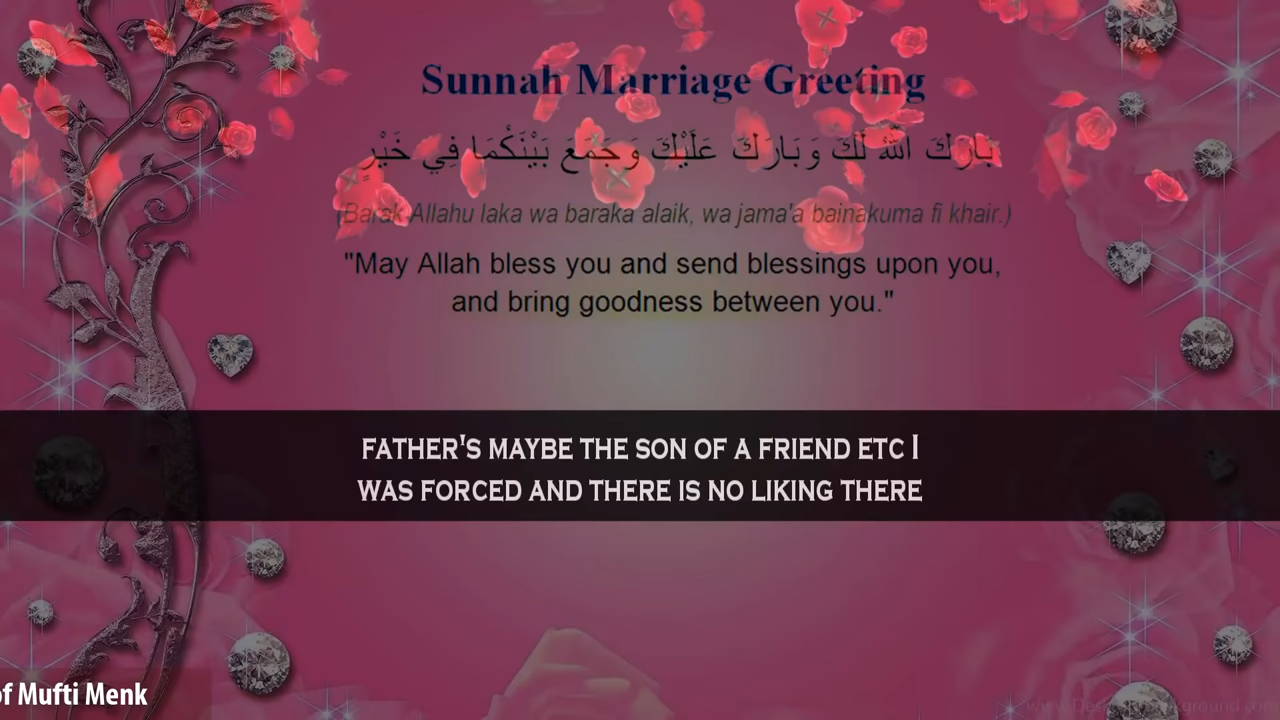 Sunnah Marriage Greeting
بَارَكَ اللهُ لَكَ وَبَارَكَ عَلَيْكَ وَجَمَعَ بَيْنَكُمَا فِي خَيْرٍ
(Barak Allahu laka wa baraka alaik, wa jama'a bainakuma fi khair.)
"May Allah bless you and send blessings upon you,
and bring goodness between you."
FATHER'S MAYBE THE SON OF A FRIEND ETC I
WAS FORCED AND THERE IS NO LIKING THERE
of Mufti Menk